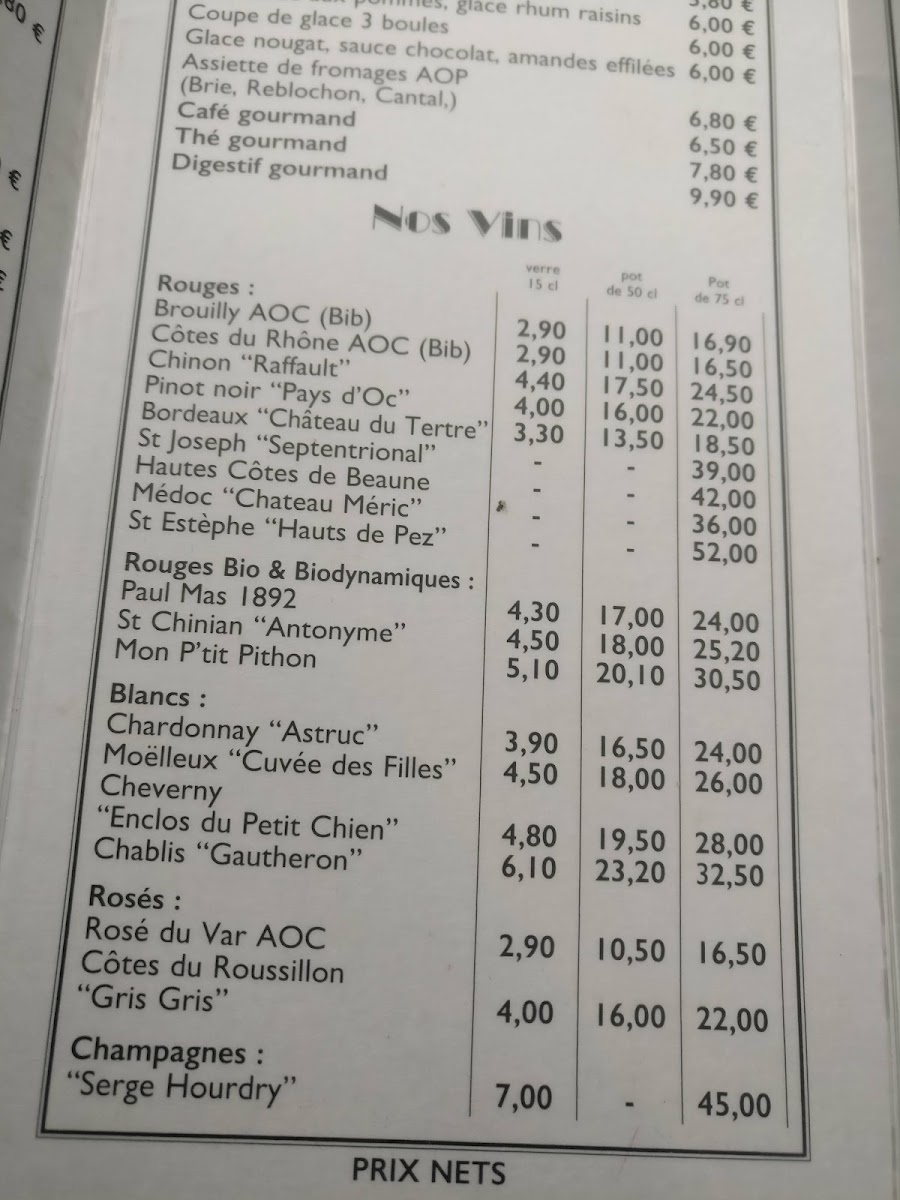 80 €
€
€
€
5,80 €
pommes, glace rhum raisins 6,00 €
Coupe de glace 3 boules 6,00 €
Glace nougat, sauce chocolat, amandes effilées 6,00 €
Assiette de fromages AOP
(Brie, Reblochon, Cantal,) 6,80 €
Café gourmand 6,50 €
Thé gourmand 7,80 €
Digestif gourmand 9,90 €
Nos Vins
verre pot Pot
15 cl de 50 cl de 75 cl
Rouges :
Brouilly AOC (Bib) 2,90 11,00 16,90
Côtes du Rhône AOC (Bib) 2,90 11,00 16,50
Chinon “Raffault” 4,40 17,50 24,50
Pinot noir “Pays d’Oc” 4,00 16,00 22,00
Bordeaux “Château du Tertre” 3,30 13,50 18,50
St Joseph “Septentrional” - - 39,00
Hautes Côtes de Beaune - - 42,00
Médoc “Chateau Méric” - - 36,00
St Estèphe “Hauts de Pez” - - 52,00
Rouges Bio & Biodynamiques :
Paul Mas 1892 4,30 17,00 24,00
St Chinian “Antonyme” 4,50 18,00 25,20
Mon P’tit Pithon 5,10 20,10 30,50
Blancs :
Chardonnay “Astruc” 3,90 16,50 24,00
Moëlleux “Cuvée des Filles” 4,50 18,00 26,00
Cheverny
“Enclos du Petit Chien” 4,80 19,50 28,00
Chablis “Gautheron” 6,10 23,20 32,50
Rosés :
Rosé du Var AOC 2,90 10,50 16,50
Côtes du Roussillon
“Gris Gris” 4,00 16,00 22,00
Champagnes :
“Serge Hourdry” 7,00 - 45,00
PRIX NETS